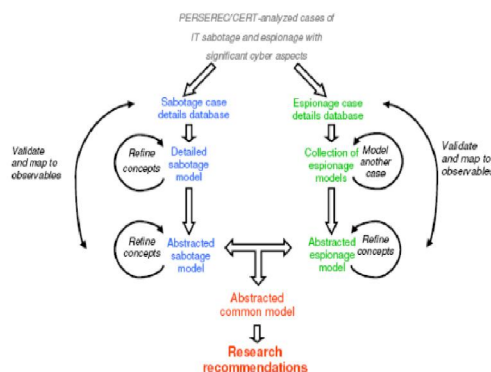 PERSEREC/CERT-analyzed cases of
IT sabotage and espionage with
significant cyber aspects
Sabotage case
details database
Espionage case
details database
Validate
and map to
observables
Refine
concepts
Detailed
sabotage
model
Collection of
espionage
models
Model
another
case
Validate
and map to
observables
Refine
concepts
Abstracted
sabotage
model
Abstracted
espionage
model
Refine
concepts
Abstracted
common model
Research
recommendations